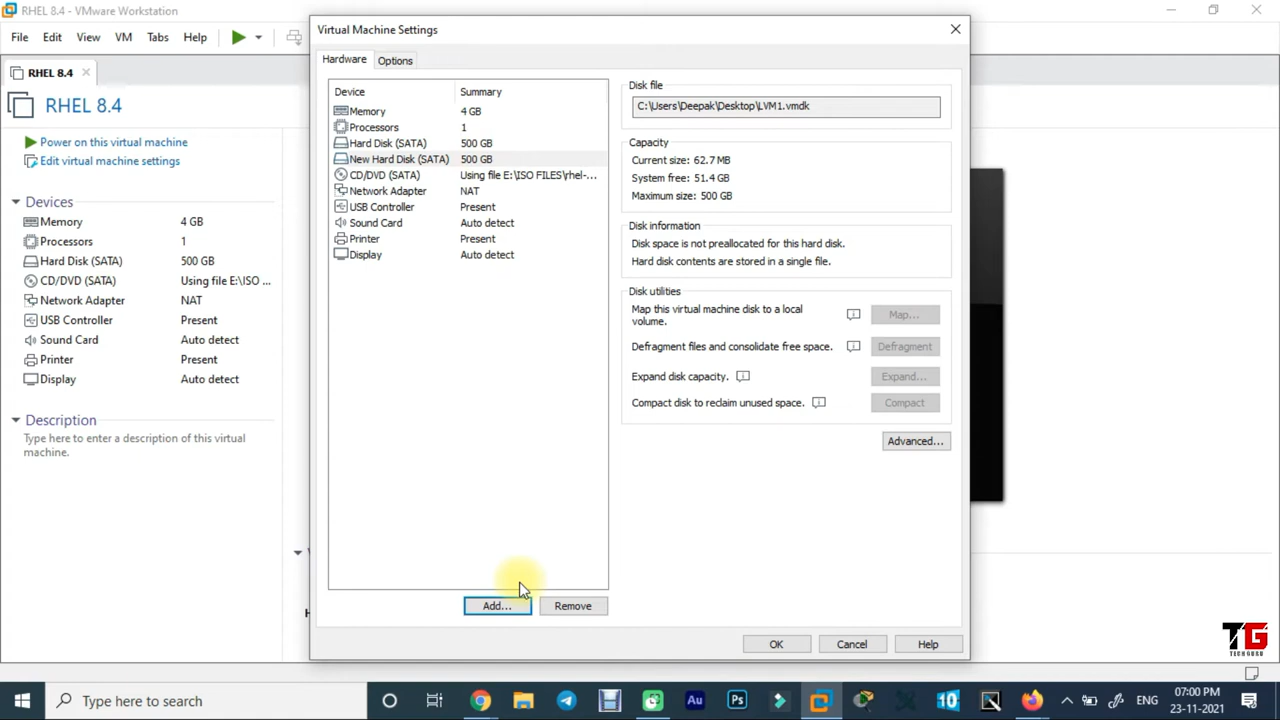 RHEL 8.4 - VMware Workstation
File Edit View VM Tabs Help
RHEL 8.4
RHEL 8.4
Power on this virtual machine
Edit virtual machine settings
Devices
Memory 4 GB
Processors 1
Hard Disk (SATA) 500 GB
CD/DVD (SATA) Using file E:\ISO ...
Network Adapter NAT
USB Controller Present
Sound Card Auto detect
Printer Present
Display Auto detect
Description
Type here to enter a description of this virtual
machine.
Virtual Machine Settings
Hardware Options
Device Summary
Memory 4 GB
Processors 1
Hard Disk (SATA) 500 GB
New Hard Disk (SATA) 500 GB
CD/DVD (SATA) Using file E:\ISO FILES\rhel-...
Network Adapter NAT
USB Controller Present
Sound Card Auto detect
Printer Present
Display Auto detect
Add... Remove
Disk file
C:\Users\Deepak\Desktop\LVM1.vmdk
Capacity
Current size: 62.7 MB
System free: 51.4 GB
Maximum size: 500 GB
Disk information
Disk space is not preallocated for this hard disk.
Hard disk contents are stored in a single file.
Disk utilities
Map this virtual machine disk to a local
volume.
Map...
Defragment files and consolidate free space. Defragment
Expand disk capacity. Expand...
Compact disk to reclaim unused space. Compact
Advanced...
OK Cancel Help
TG
TECH GURU
Type here to search
Au
Ps
10
ENG
07:00 PM
23-11-2021